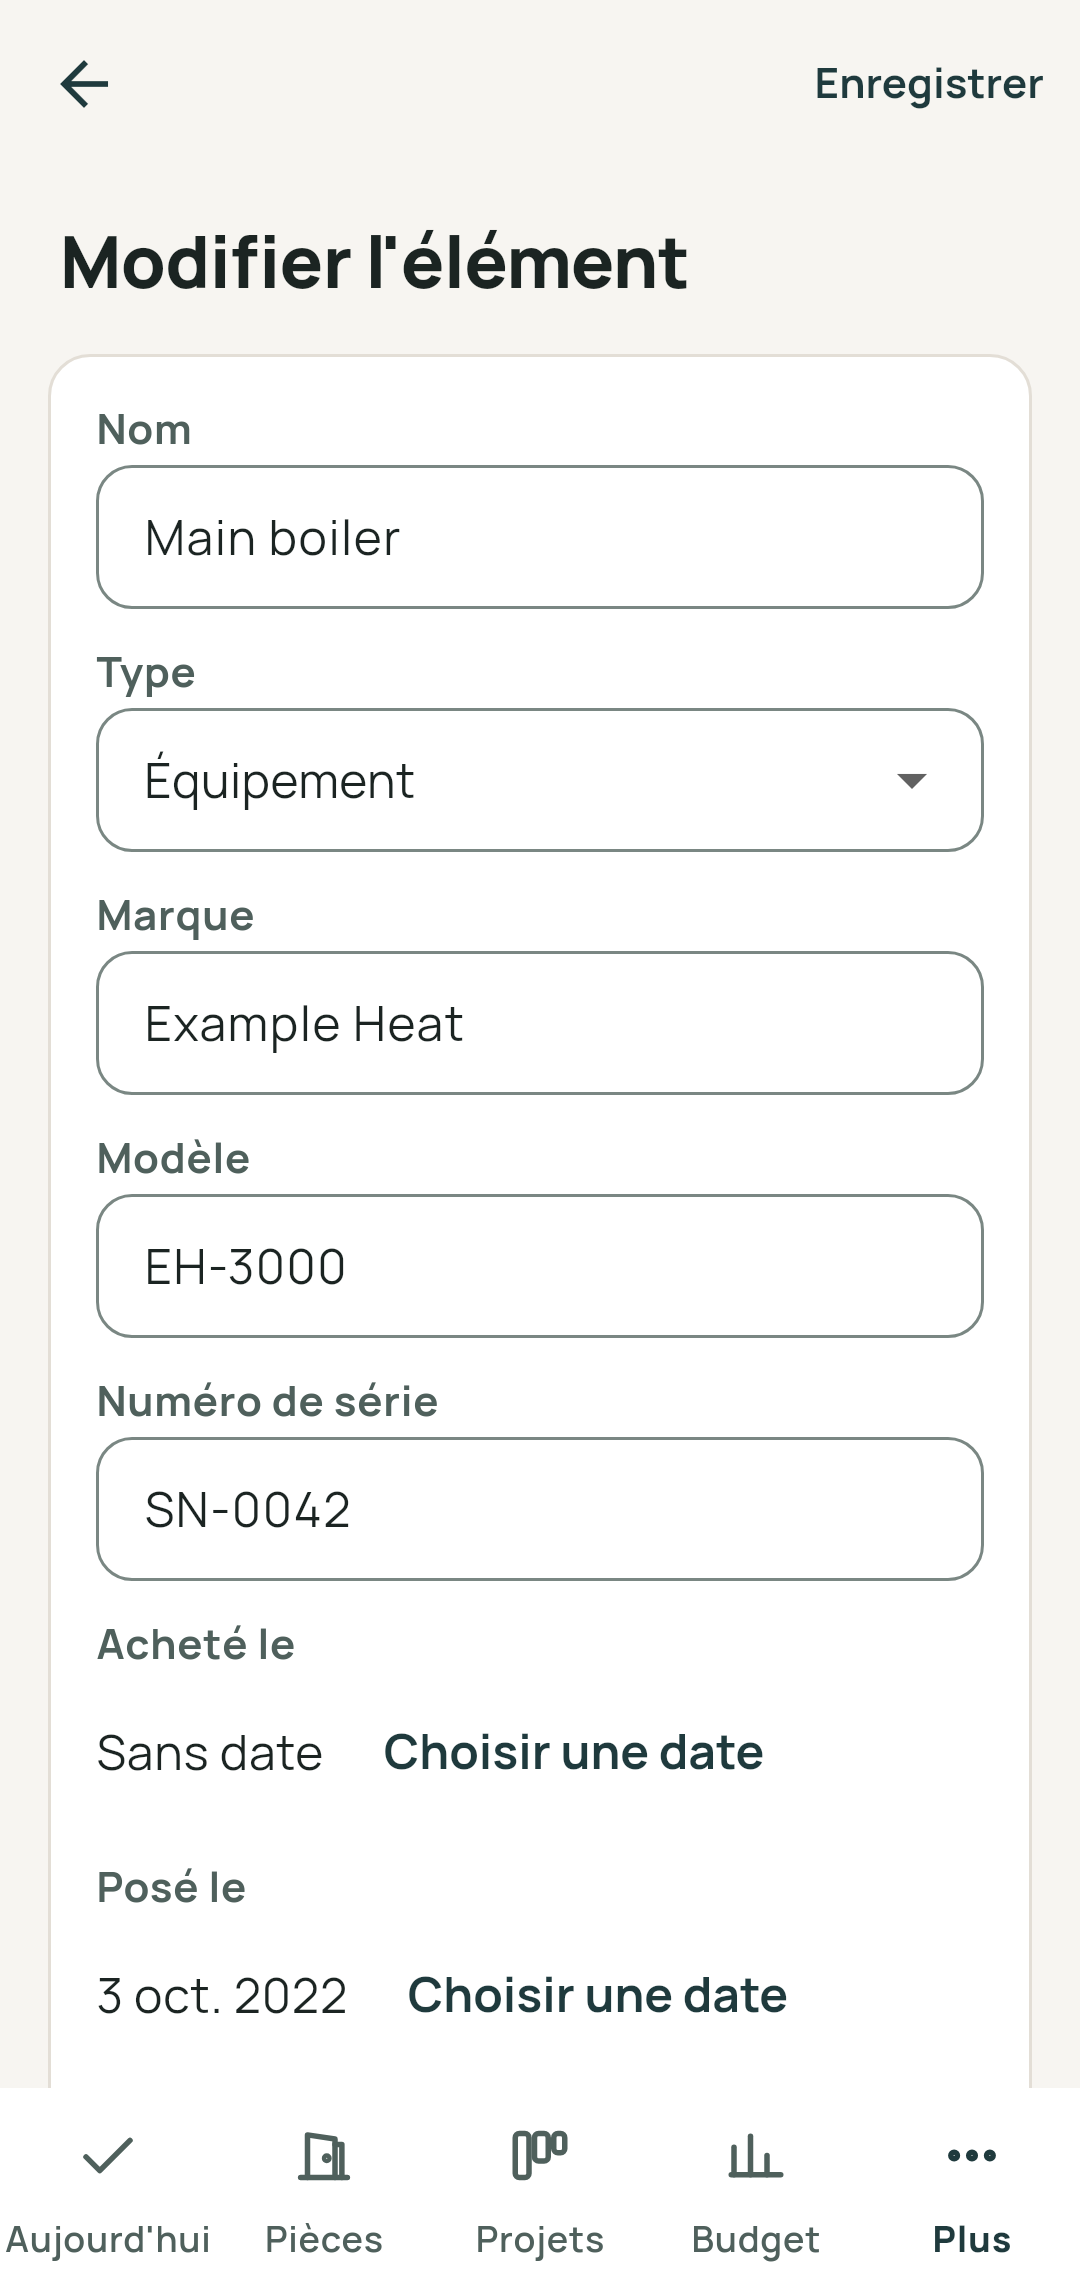 Enregistrer
Modifier l'élément
Nom
Main boiler
Type
Équipement
Marque
Example Heat
Modèle
EH-3000
Numéro de série
SN-0042
Acheté le
Sans date Choisir une date
Posé le
3 oct. 2022 Choisir une date
Aujourd'hui Pièces Projets Budget Plus